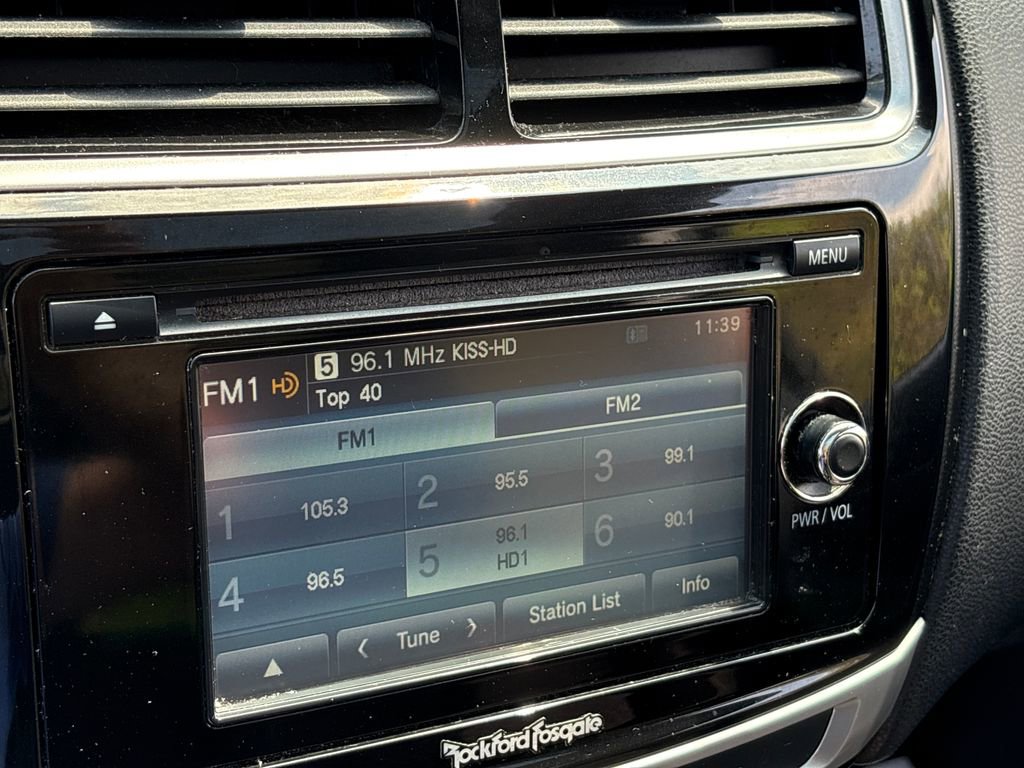 MENU
11:39
5 96.1 MHz KISS-HD
FM1 HD
Top 40
FM1 FM2
1 105.3 2 95.5 3 99.1
4 96.5 5 96.1 HD1 6 90.1
▲ < Tune > Station List Info
PWR / VOL
Rockford Fosgate